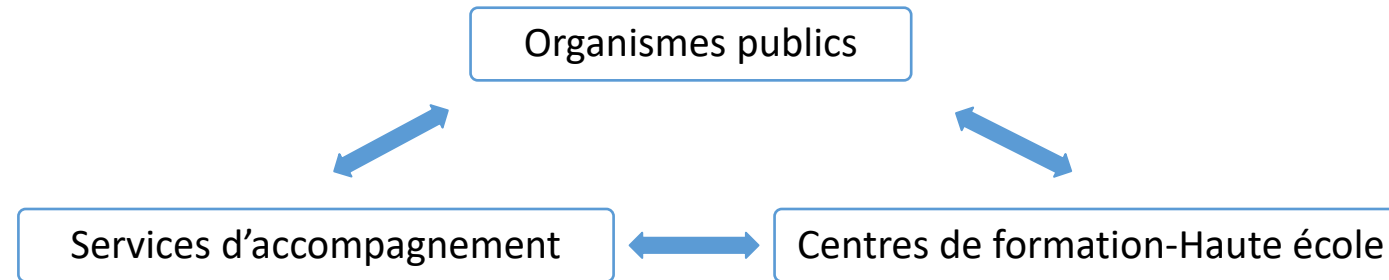 Organismes publics
Services d’accompagnement
Centres de formation-Haute école